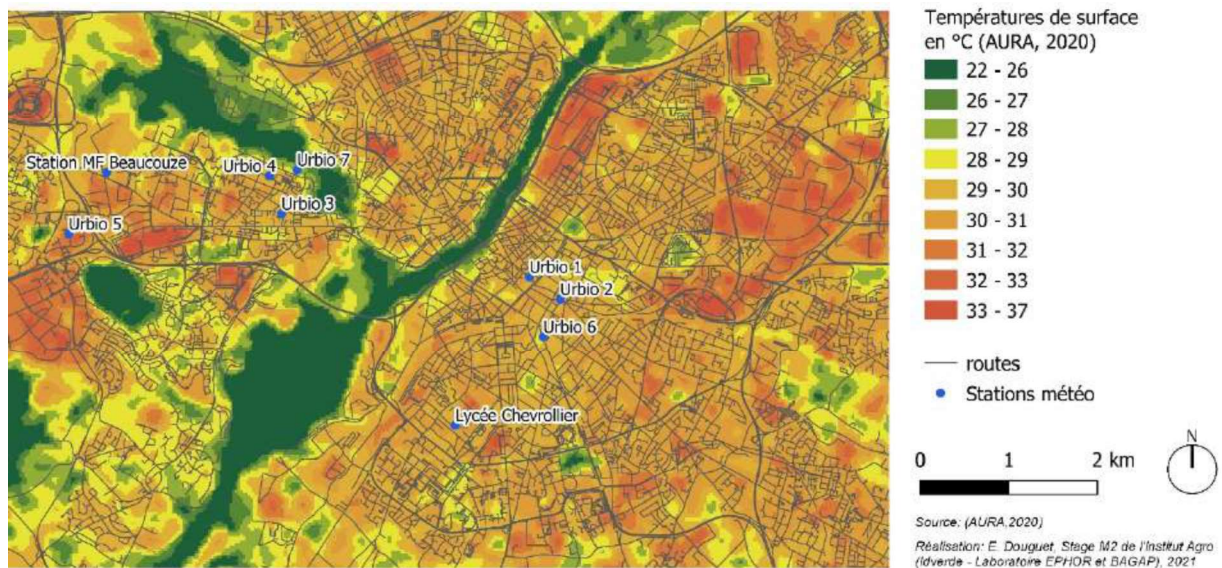 Station MF Beaucouze
Urbio 4
Urbio 7
Urbio 3
Urbio 5
Urbio 1
Urbio 2
Urbio 6
Lycée Chevrollier
Températures de surface
en °C (AURA, 2020)
22 - 26
26 - 27
27 - 28
28 - 29
29 - 30
30 - 31
31 - 32
32 - 33
33 - 37
routes
Stations météo
0 1 2 km
N
Source: (AURA,2020)
Réalisation: E. Douguet, Stage M2 de l'Institut Agro
(Idverde - Laboratoire EPHOR et BAGAP), 2021